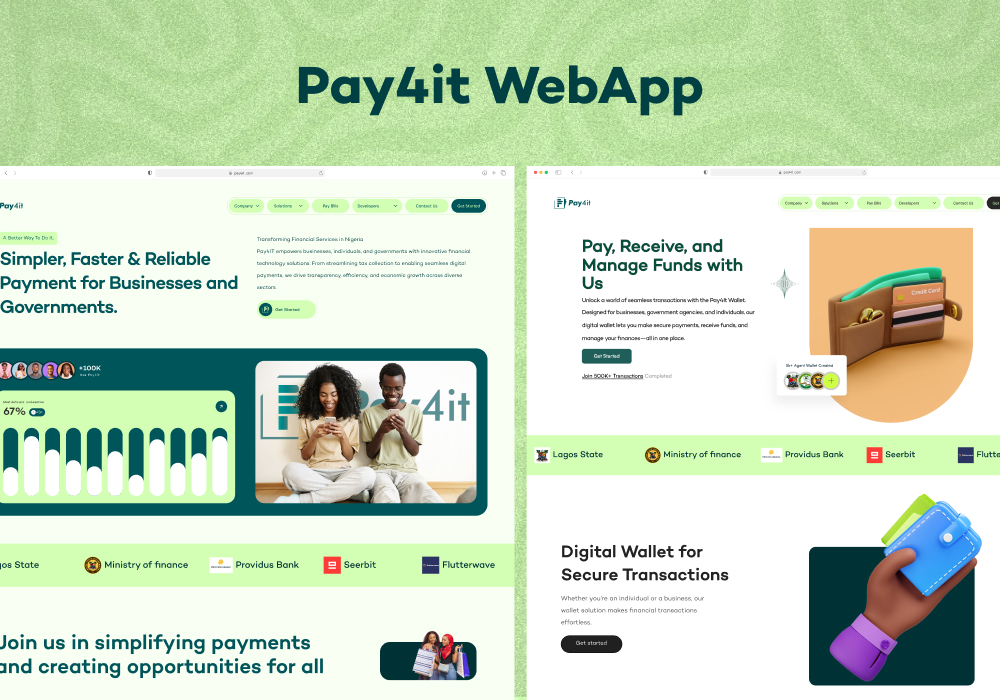 Pay4it WebApp
pay4it.app
Pay4it
Company
Solutions
Pay Bills
Developers
Contact Us
Get Started
A Better Way To Do It.
Simpler, Faster & Reliable
Payment for Businesses and
Governments.
Transforming Financial Services in Nigeria
Pay4IT empowers businesses, individuals, and governments with innovative financial
technology solutions. From streamlining tax collection to enabling seamless digital
payments, we drive transparency, efficiency, and economic growth across diverse
sectors.
Get Started
+100K
Use Pay4it
67%
Pay4it
gos State
Ministry of finance
Providus Bank
Seerbit
Flutterwave
Join us in simplifying payments
and creating opportunities for all
pay4it.app
Pay4it
Company
Solutions
Pay Bills
Developers
Contact Us
Get
Pay, Receive, and
Manage Funds with
Us
Unlock a world of seamless transactions with the Pay4it Wallet.
Designed for businesses, government agencies, and individuals, our
digital wallet lets you make secure payments, receive funds, and
manage your finances—all in one place.
Get Started
Join 500K+ Transactions Completed
Credit Card
5k+ Agent Wallet Created
Lagos State
Ministry of finance
Providus Bank
Seerbit
Flutte
Digital Wallet for
Secure Transactions
Whether you're an individual or a business, our
wallet solution makes financial transactions
effortless.
Get started